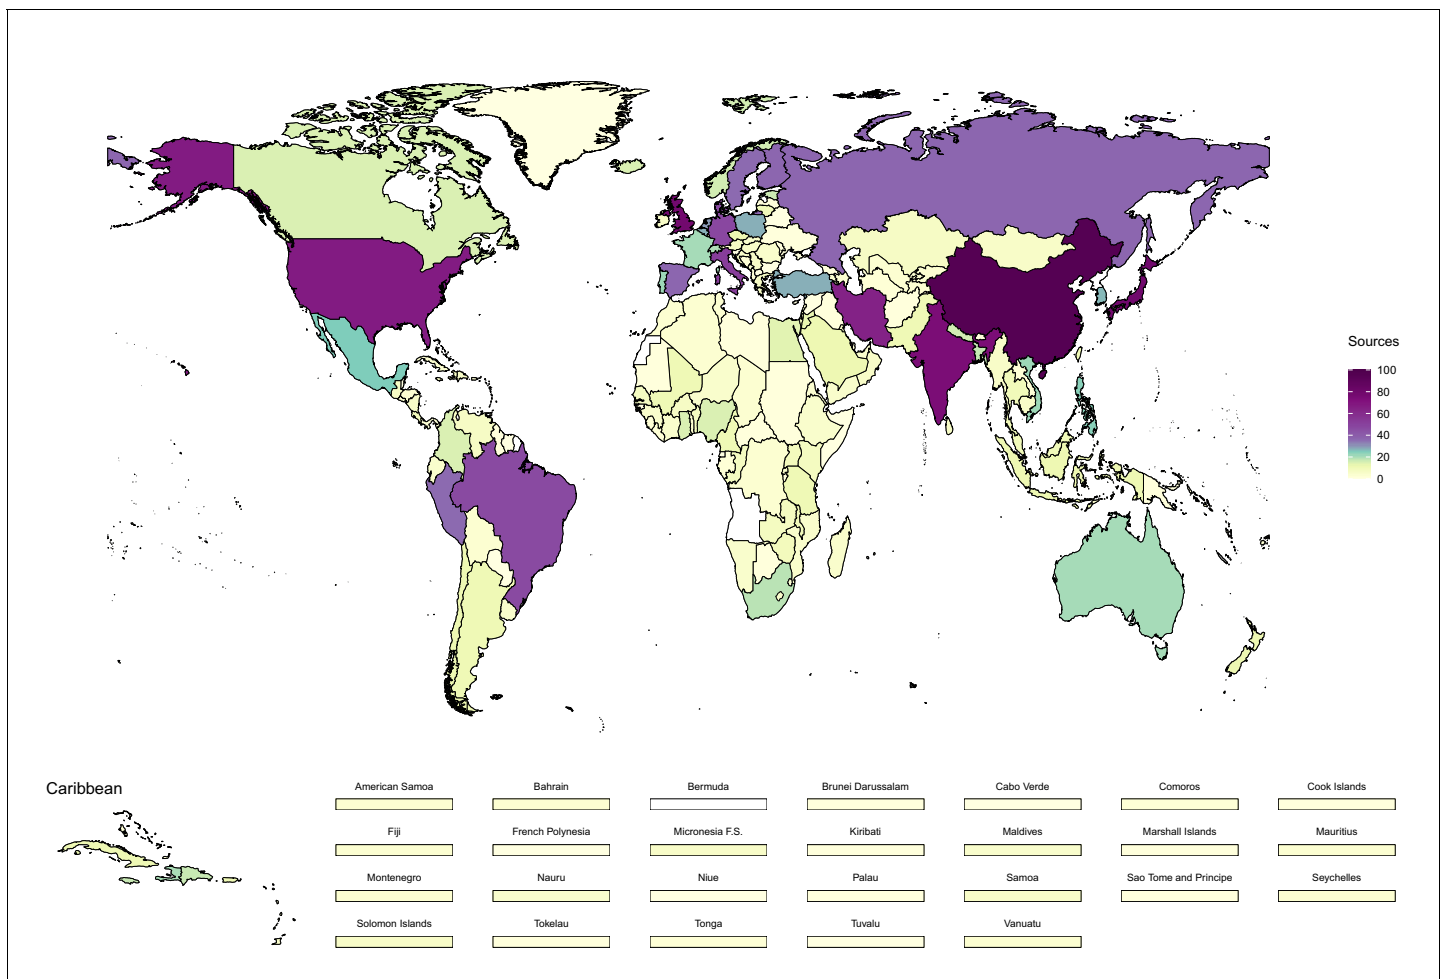 Sources
100
80
60
40
20
0
Caribbean
American Samoa
Bahrain
Bermuda
Brunei Darussalam
Cabo Verde
Comoros
Cook Islands
Fiji
French Polynesia
Micronesia F.S.
Kiribati
Maldives
Marshall Islands
Mauritius
Montenegro
Nauru
Niue
Palau
Samoa
Sao Tome and Principe
Seychelles
Solomon Islands
Tokelau
Tonga
Tuvalu
Vanuatu